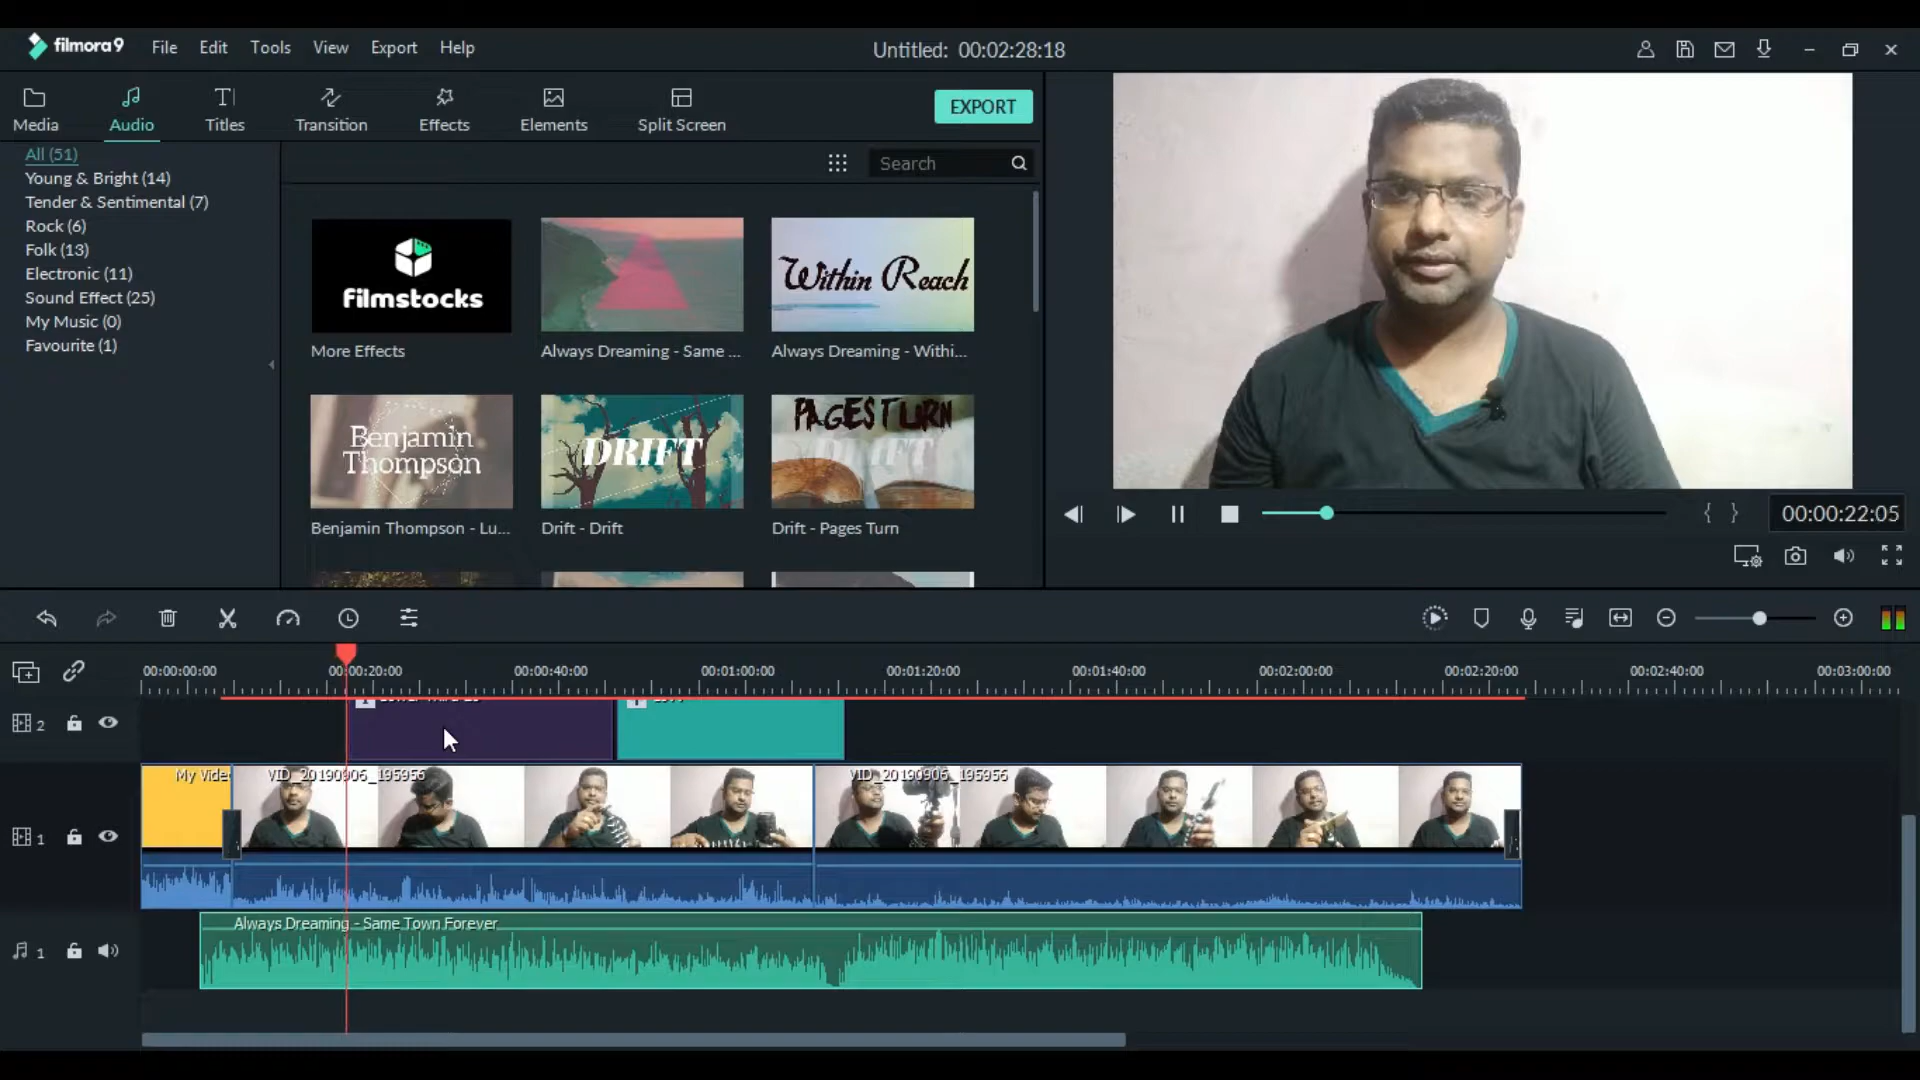 filmora9 File Edit Tools View Export Help
Untitled: 00:02:28:18
Media Audio Titles Transition Effects Elements Split Screen
EXPORT
All (51)
Young & Bright (14)
Tender & Sentimental (7)
Rock (6)
Folk (13)
Electronic (11)
Sound Effect (25)
My Music (0)
Favourite (1)
Search
filmstocks
Within Reach
More Effects
Always Dreaming - Same ...
Always Dreaming - Withi...
Benjamin
Thompson
DRIFT
PAGES TURN
DRIFT
Benjamin Thompson - Lu...
Drift - Drift
Drift - Pages Turn
00:00:22:05
00:00:00:00 00:00:20:00 00:00:40:00 00:01:00:00 00:01:20:00 00:01:40:00 00:02:00:00 00:02:20:00 00:02:40:00 00:03:00:00
2
My Vide
VID_20190906_195956
VID_20190906_195956
1
Always Dreaming - Same Town Forever
1